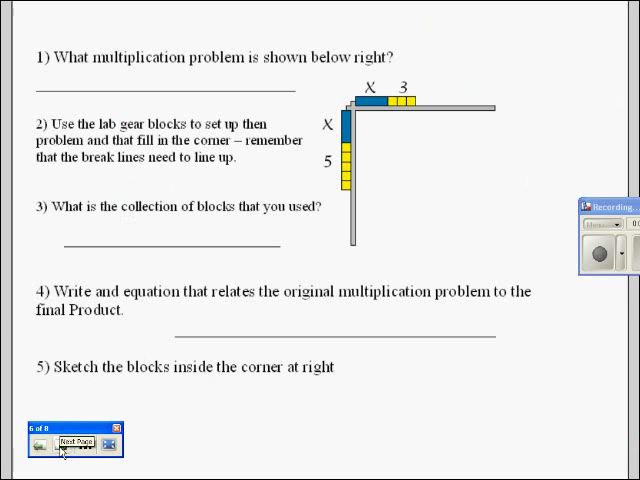 1) What multiplication problem is shown below right?
X 3
2) Use the lab gear blocks to set up then
problem and that fill in the corner – remember
that the break lines need to line up.
X
5
3) What is the collection of blocks that you used?
Recording...
4) Write and equation that relates the original multiplication problem to the
final Product.
5) Sketch the blocks inside the corner at right
6 of 8
Next Page